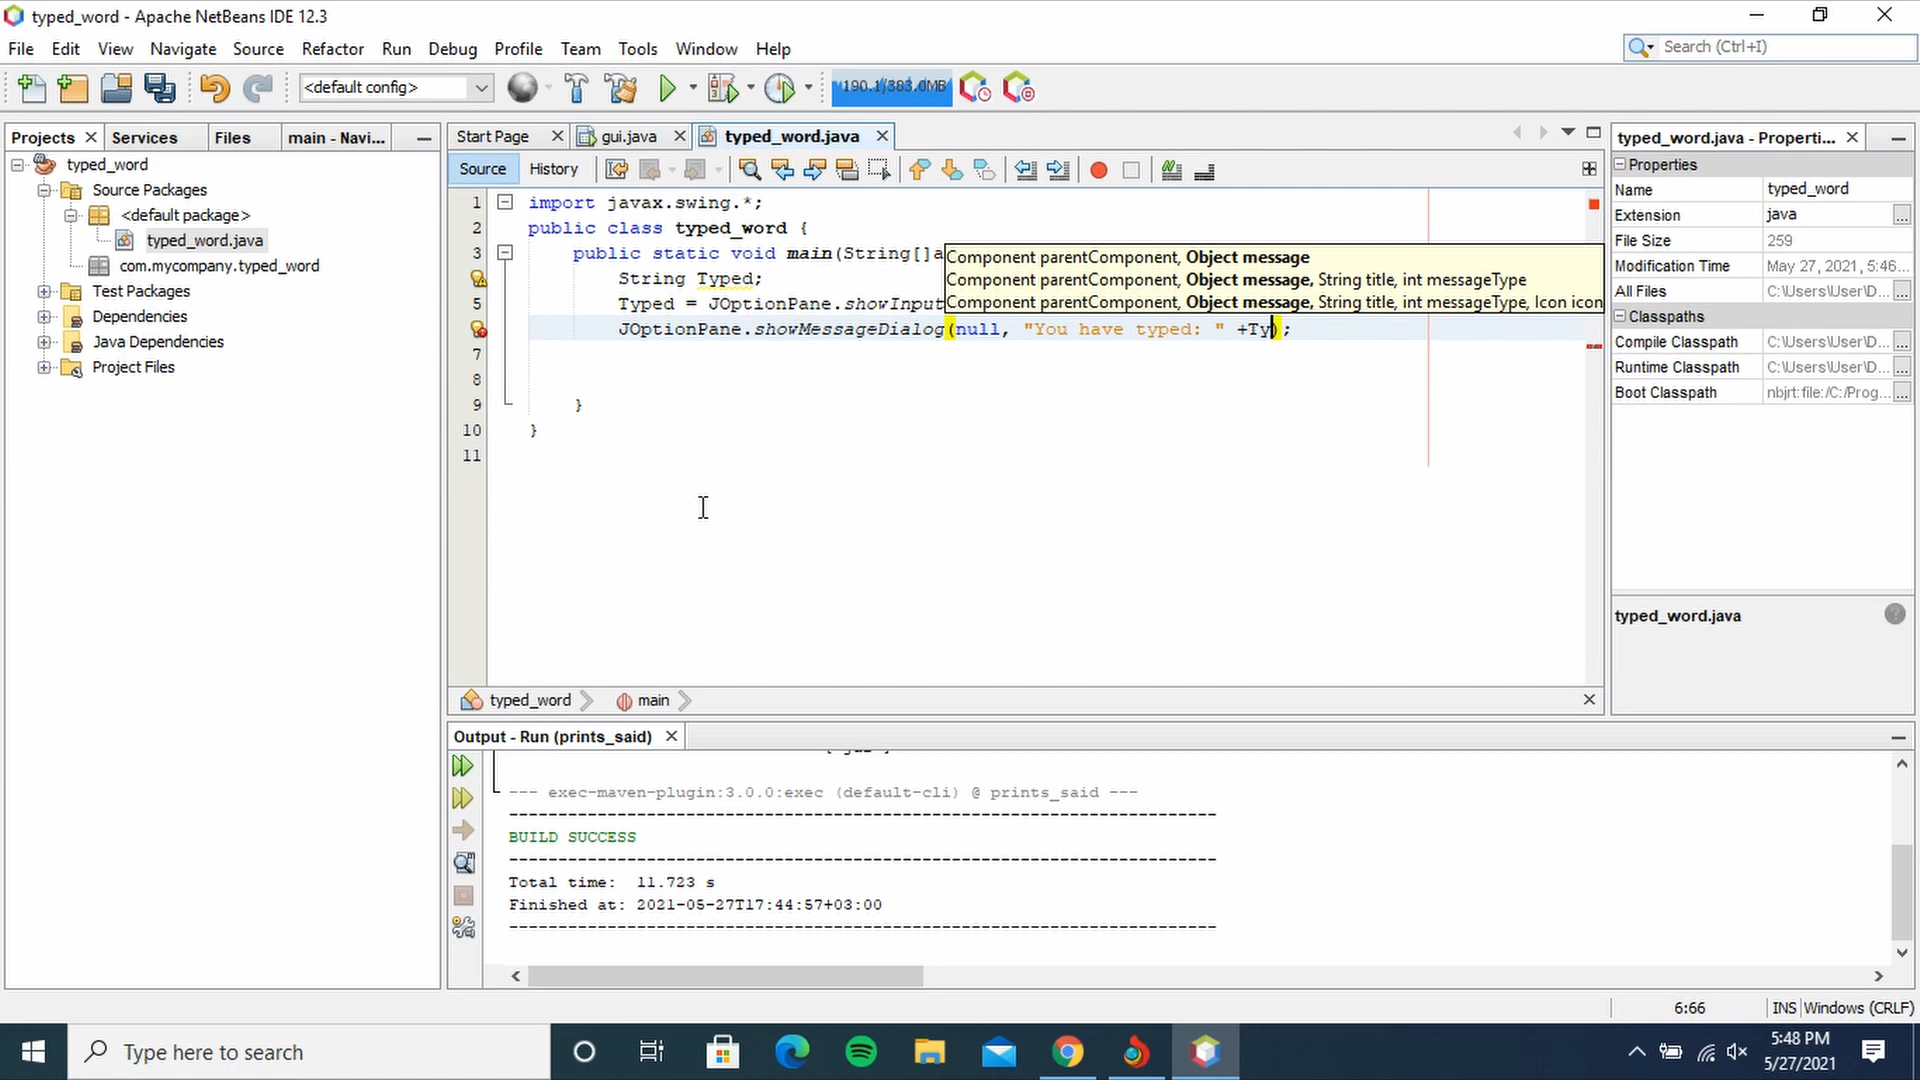 typed_word - Apache NetBeans IDE 12.3
File Edit View Navigate Source Refactor Run Debug Profile Team Tools Window Help
Search (Ctrl+I)
<default config>
190.1/383.0MB
Projects Services Files main - Navi...
typed_word
Source Packages
<default package>
typed_word.java
com.mycompany.typed_word
Test Packages
Dependencies
Java Dependencies
Project Files
Start Page gui.java typed_word.java
Source History
1 import javax.swing.*;
2 public class typed_word {
3 public static void main(String[]a
String Typed;
5 Typed = JOptionPane.showInput
JOptionPane.showMessageDialog(null, "You have typed: " +Ty);
7
8
9 }
10 }
11
Component parentComponent, Object message
Component parentComponent, Object message, String title, int messageType
Component parentComponent, Object message, String title, int messageType, Icon icon
typed_word main
typed_word.java - Properti...
Properties
Name typed_word
Extension java ...
File Size 259
Modification Time May 27, 2021, 5:46...
All Files C:\Users\User\D... ...
Classpaths
Compile Classpath C:\Users\User\D... ...
Runtime Classpath C:\Users\User\D... ...
Boot Classpath nbjrt:file:/C:/Prog... ...
typed_word.java
Output - Run (prints_said)
--- exec-maven-plugin:3.0.0:exec (default-cli) @ prints_said ---
------------------------------------------------------------------------
BUILD SUCCESS
------------------------------------------------------------------------
Total time: 11.723 s
Finished at: 2021-05-27T17:44:57+03:00
------------------------------------------------------------------------
6:66 INS Windows (CRLF)
Type here to search
5:48 PM
5/27/2021